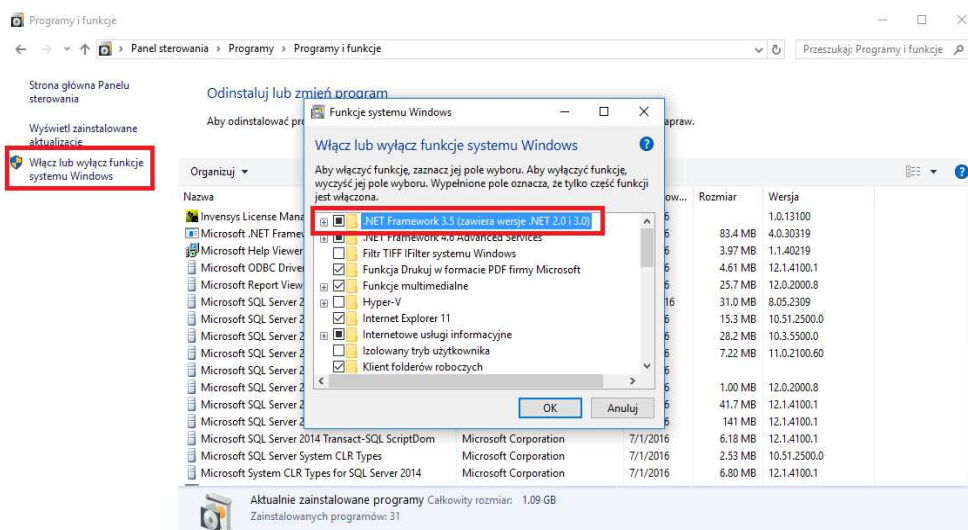 Programy i funkcje
Panel sterowania > Programy > Programy i funkcje
Przeszukaj: Programy i funkcje
Strona główna Panelu
sterowania
Wyświetl zainstalowane
aktualizacje
Włącz lub wyłącz funkcje
systemu Windows
Odinstaluj lub zmień program
Aby odinstalować
apraw.
Organizuj
Nazwa
Rozmiar
Wersja
Invensys License
1.0.13100
Microsoft .NET
83.4 MB 4.0.30319
Microsoft Help Viewer
3.97 MB 1.1.40219
Microsoft ODBC
4.61 MB 12.1.4100.1
Microsoft Report
25.7 MB 12.0.2000.8
Microsoft SQL Server
31.0 MB 8.05.2309
Microsoft SQL Server
15.3 MB 10.51.2500.0
Microsoft SQL Server
28.2 MB 10.3.5500.0
Microsoft SQL Server
7.22 MB 11.0.2100.60
Microsoft SQL Server
Microsoft SQL Server
1.00 MB 12.0.2000.8
Microsoft SQL Server
41.7 MB 12.1.4100.1
Microsoft SQL Server
141 MB 12.1.4100.1
Microsoft SQL Server 2014 Transact-SQL ScriptDom Microsoft Corporation 7/1/2016 6.18 MB 12.1.4100.1
Microsoft SQL Server System CLR Types Microsoft Corporation 7/1/2016 2.53 MB 10.51.2500.0
Microsoft System CLR Types for SQL Server 2014 Microsoft Corporation 7/1/2016 6.80 MB 12.1.4100.1
Funkcje systemu Windows
Włącz lub wyłącz funkcje systemu Windows
Aby włączyć funkcję, zaznacz jej pole wyboru. Aby wyłączyć funkcję,
wyczyść jej pole wyboru. Wypełnione pole oznacza, że tylko część funkcji
jest włączona.
.NET Framework 3.5 (zawiera wersje .NET 2.0 i 3.0)
.NET Framework 4.6 Advanced Services
Filtr TIFF IFilter systemu Windows
Funkcja Drukuj w formacie PDF firmy Microsoft
Funkcje multimedialne
Hyper-V
Internet Explorer 11
Internetowe usługi informacyjne
Izolowany tryb użytkownika
Klient folderów roboczych
OK
Anuluj
Aktualnie zainstalowane programy Całkowity rozmiar: 1.09 GB
Zainstalowanych programów: 31